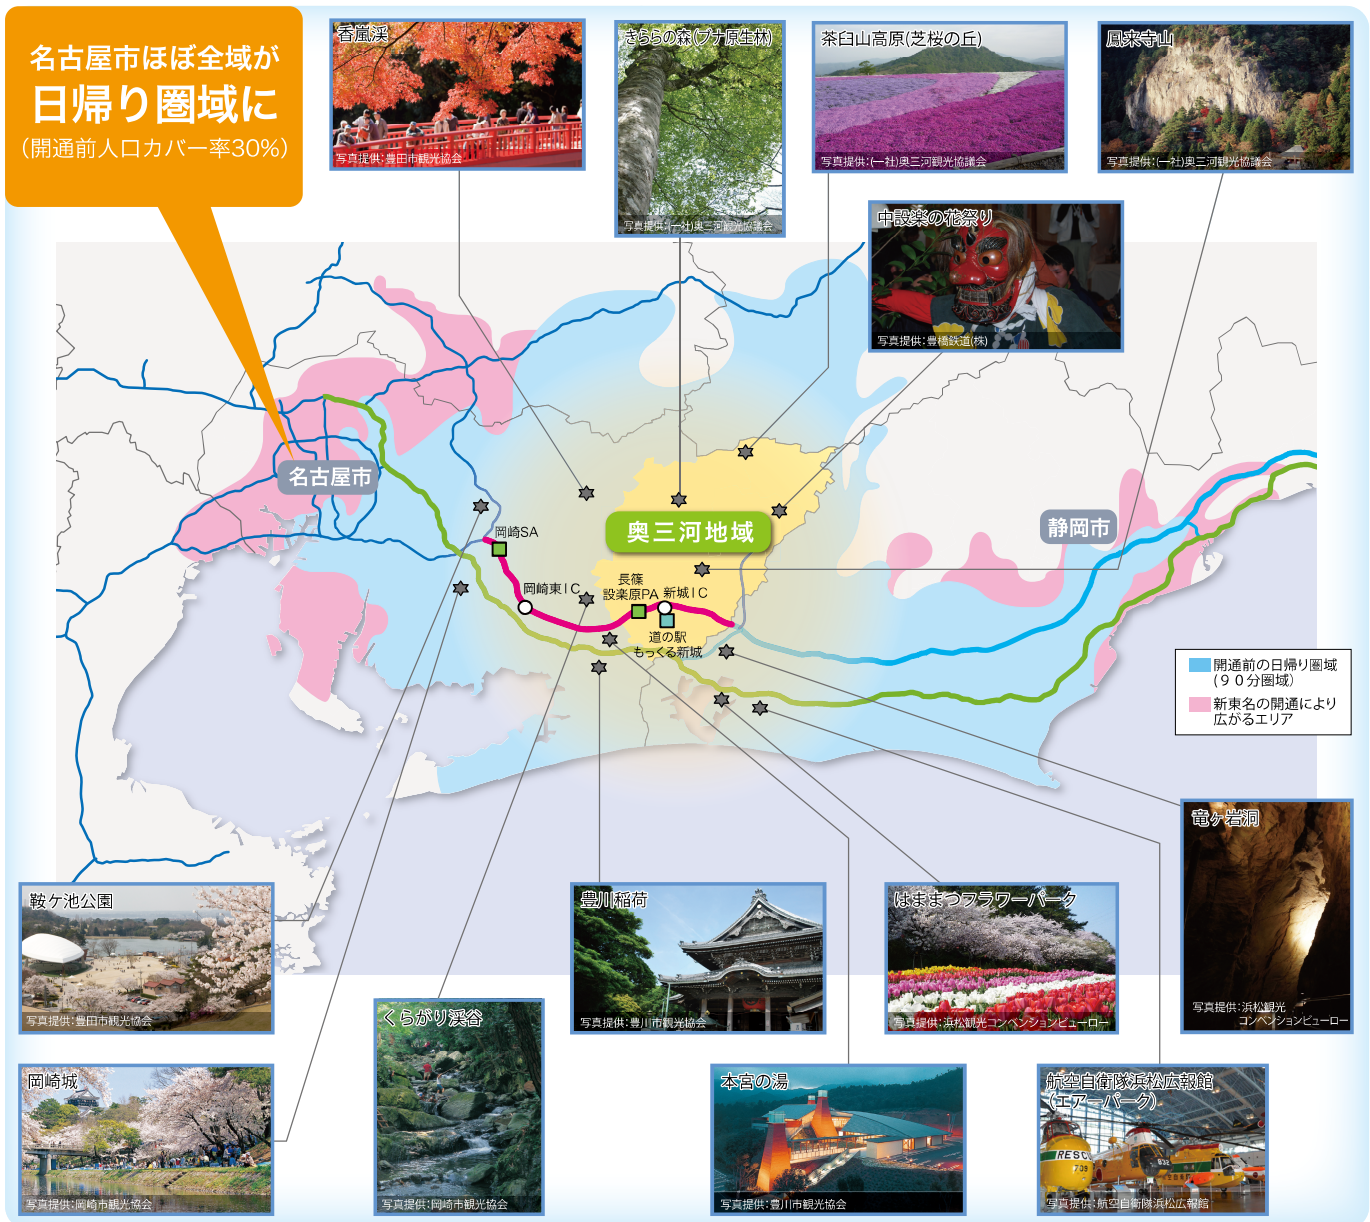 名古屋市ほぼ全域が
日帰り圏域に
(開通前人口カバー率30%)
香嵐渓
写真提供:豊田市観光協会
きららの森(ブナ原生林)
写真提供:(一社)奥三河観光協議会
茶臼山高原(芝桜の丘)
写真提供:(一社)奥三河観光協議会
鳳来寺山
写真提供:(一社)奥三河観光協議会
中設楽の花祭り
写真提供:豊橋鉄道(株)
名古屋市
奥三河地域
静岡市
岡崎SA
岡崎東IC
長篠
設楽原PA
新城IC
道の駅
もっくる新城
開通前の日帰り圏域
(90分圏域)
新東名の開通により
広がるエリア
鞍ケ池公園
写真提供:豊田市観光協会
岡崎城
写真提供:岡崎市観光協会
くらがり渓谷
写真提供:岡崎市観光協会
豊川稲荷
写真提供:豊川市観光協会
本宮の湯
写真提供:豊川市観光協会
はままつフラワーパーク
写真提供:浜松観光コンベンションビューロー
竜ヶ岩洞
写真提供:浜松観光
コンベンションビューロー
航空自衛隊浜松広報館
(エアーパーク)
RESC
709
832
写真提供:航空自衛隊浜松広報館